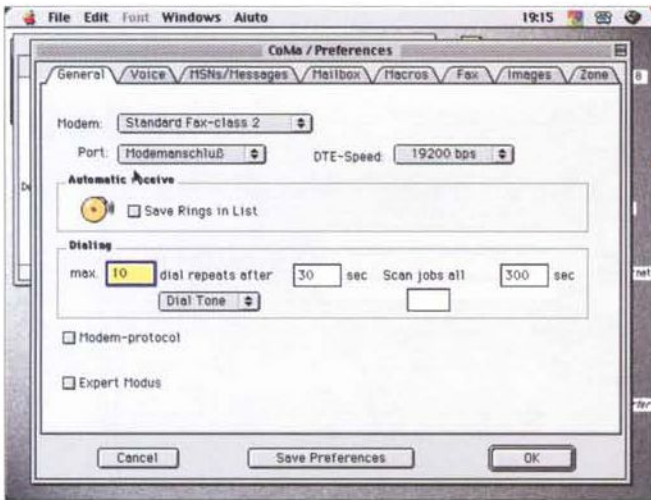 File Edit Font Windows Aiuto 19:15
CoMa / Preferences
General Voice MSNs/Messages Mailbox Macros Fax Images Zone
8
Modem: Standard Fax-class 2
Port: Modemanschluß DTE-Speed: 19200 bps
Automatic Receive
De
Save Rings in List
Dialing
max. 10 dial repeats after 30 sec Scan jobs all 300 sec
net
Dial Tone
Modem-protocol
Expert Modus
Cancel Save Preferences OK